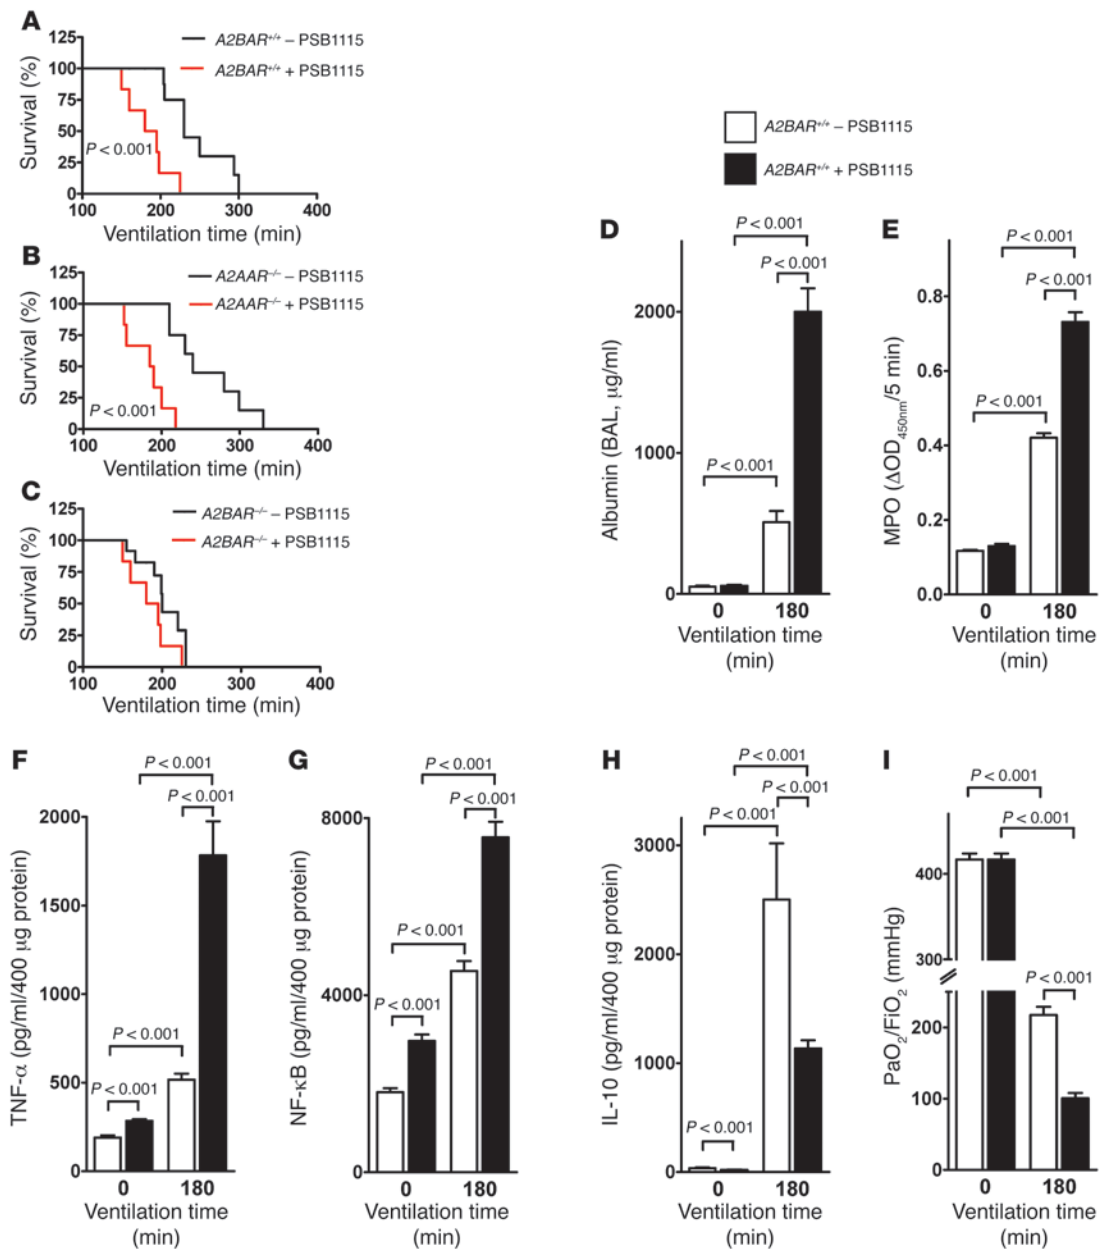 A
125
100
75
50
25
0
Survival (%)
A2BAR+/+ – PSB1115
A2BAR+/+ + PSB1115
P < 0.001
100 200 300 400
Ventilation time (min)
B
125
100
75
50
25
0
Survival (%)
A2AAR–/– – PSB1115
A2AAR–/– + PSB1115
P < 0.001
100 200 300 400
Ventilation time (min)
C
125
100
75
50
25
0
Survival (%)
A2BAR–/– – PSB1115
A2BAR–/– + PSB1115
100 200 300 400
Ventilation time (min)
A2BAR+/+ – PSB1115
A2BAR+/+ + PSB1115
D
P < 0.001
P < 0.001
P < 0.001
2000
1000
0
Albumin (BAL, μg/ml)
0 180
Ventilation time
(min)
E
P < 0.001
P < 0.001
P < 0.001
0.8
0.6
0.4
0.2
0.0
MPO (ΔOD450nm/5 min)
0 180
Ventilation time
(min)
F
P < 0.001
P < 0.001
P < 0.001
P < 0.001
2000
1500
1000
500
0
TNF-α (pg/ml/400 μg protein)
0 180
Ventilation time
(min)
G
P < 0.001
P < 0.001
P < 0.001
P < 0.001
8000
4000
0
NF-κB (pg/ml/400 μg protein)
0 180
Ventilation time
(min)
H
P < 0.001
P < 0.001
P < 0.001
P < 0.001
3000
2000
1000
0
IL-10 (pg/ml/400 μg protein)
0 180
Ventilation time
(min)
I
P < 0.001
P < 0.001
P < 0.001
400
300
200
100
0
PaO2/FiO2 (mmHg)
0 180
Ventilation time
(min)